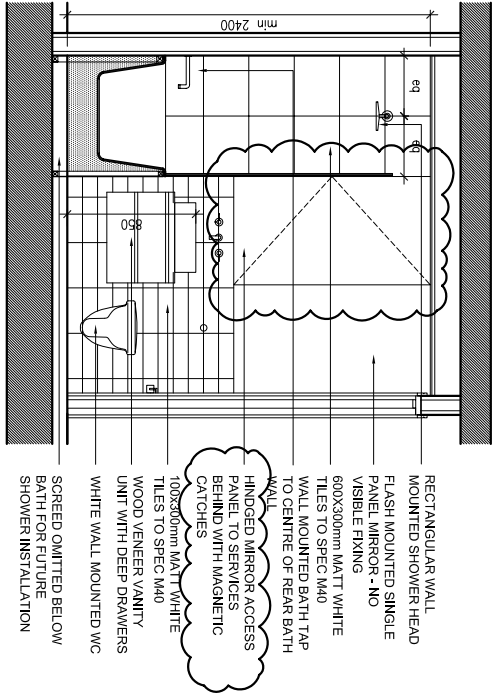 min 2400
eq
eq
850
RECTANGULAR WALL
MOUNTED SHOWER HEAD
FLASH MOUNTED SINGLE
PANEL MIRROR - NO
VISIBLE FIXING
600X300mm MATT WHITE
TILES TO SPEC M40
WALL MOUNTED BATH TAP
TO CENTRE OF REAR BATH
WALL
HINDGED MIRROR ACCESS
PANEL TO SERVICES
BEHIND WITH MAGNETIC
CATCHES
100x300mm MATT WHITE
TILES TO SPEC M40
WOOD VENEER VANITY
UNIT WITH DEEP DRAWERS
WHITE WALL MOUNTED WC
SCREED OMITTED BELOW
BATH FOR FUTURE
SHOWER INSTALLATION